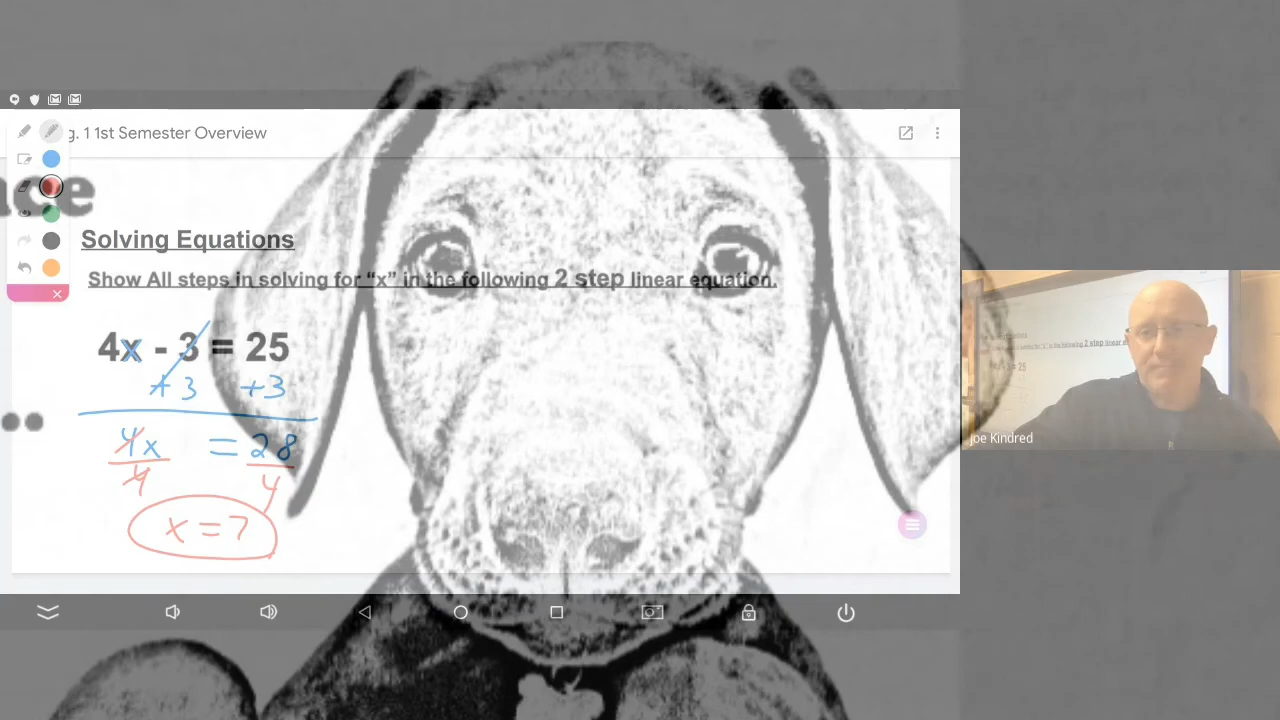 g. 1 1st Semester Overview
ace
Solving Equations
Show All steps in solving for “x” in the following 2 step linear equation.
4x - 3 = 25
+3 +3
4x = 28
4 4
x = 7
Joe Kindred